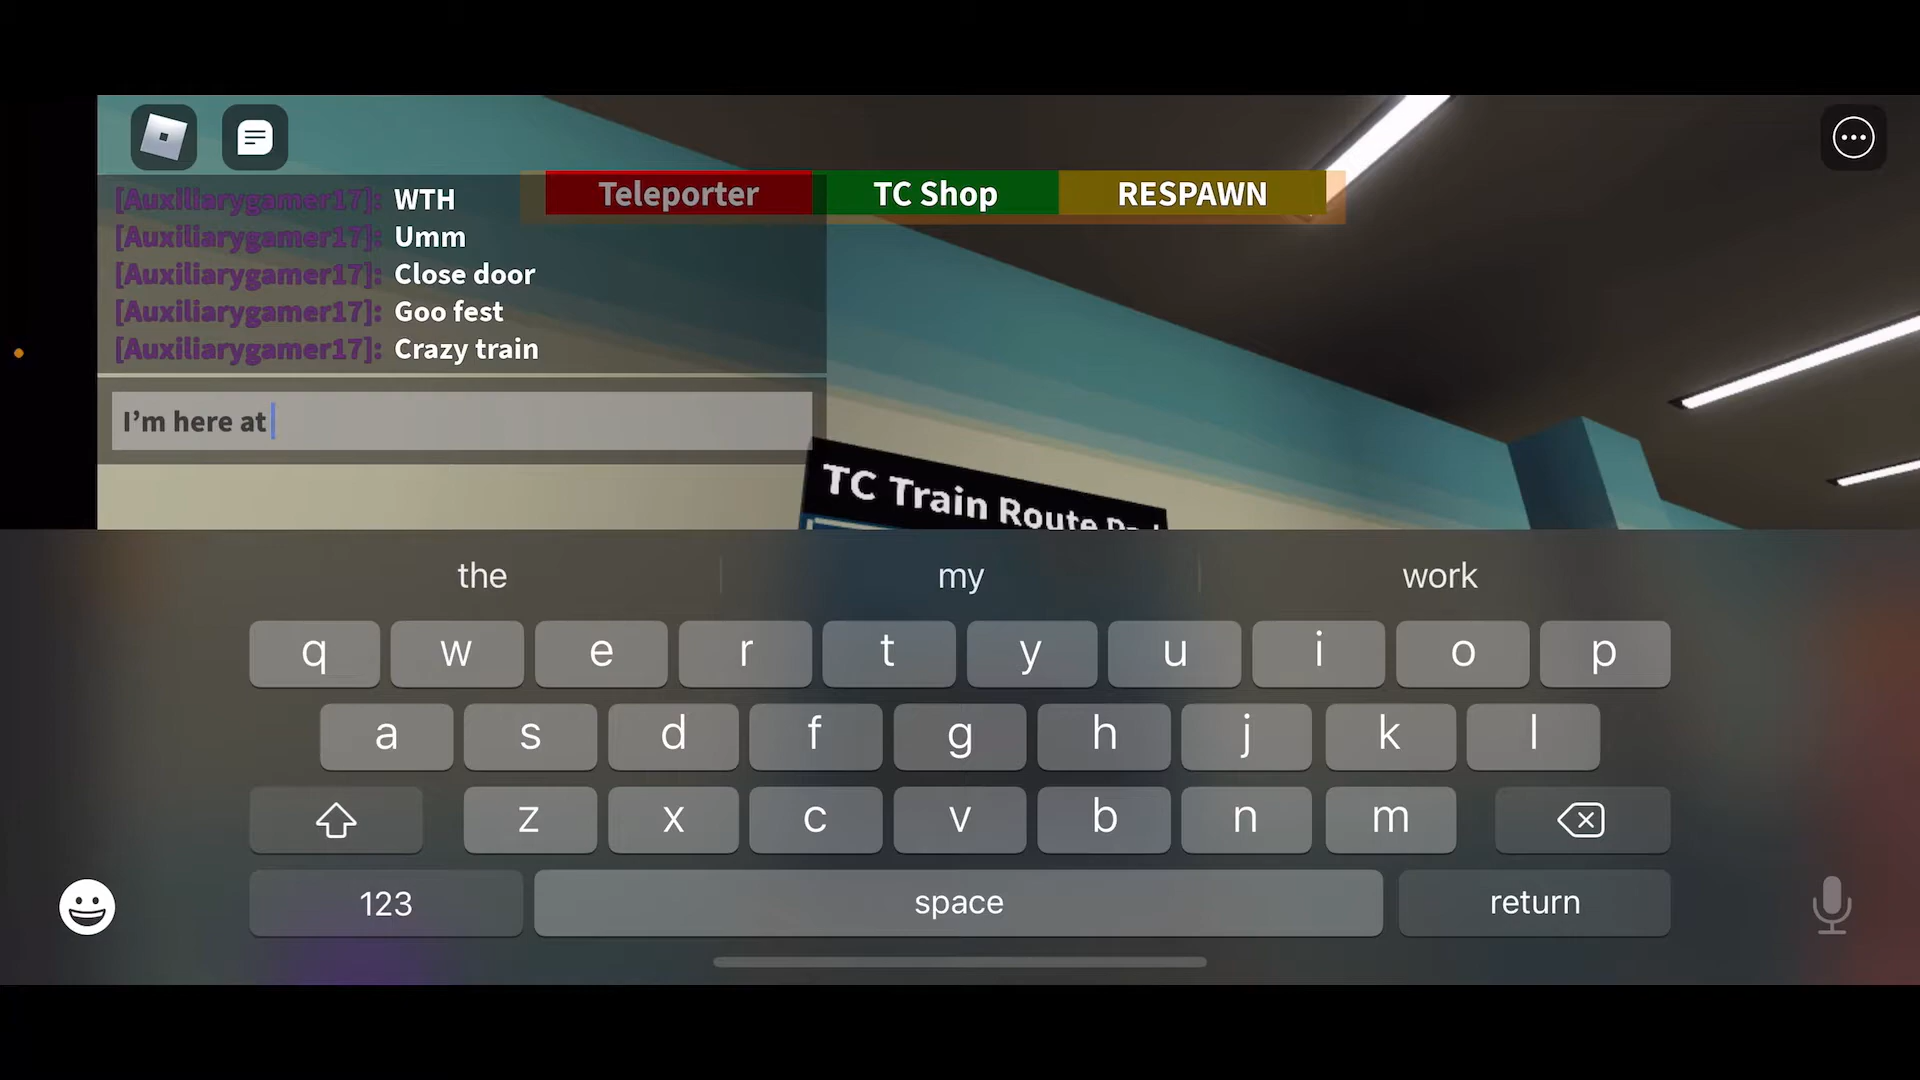 Teleporter TC Shop RESPAWN
[Auxiliarygamer17]: WTH
[Auxiliarygamer17]: Umm
[Auxiliarygamer17]: Close door
[Auxiliarygamer17]: Goo fest
[Auxiliarygamer17]: Crazy train
I’m here at
TC Train Route
the my work
q w e r t y u i o p
a s d f g h j k l
z x c v b n m
123 space return